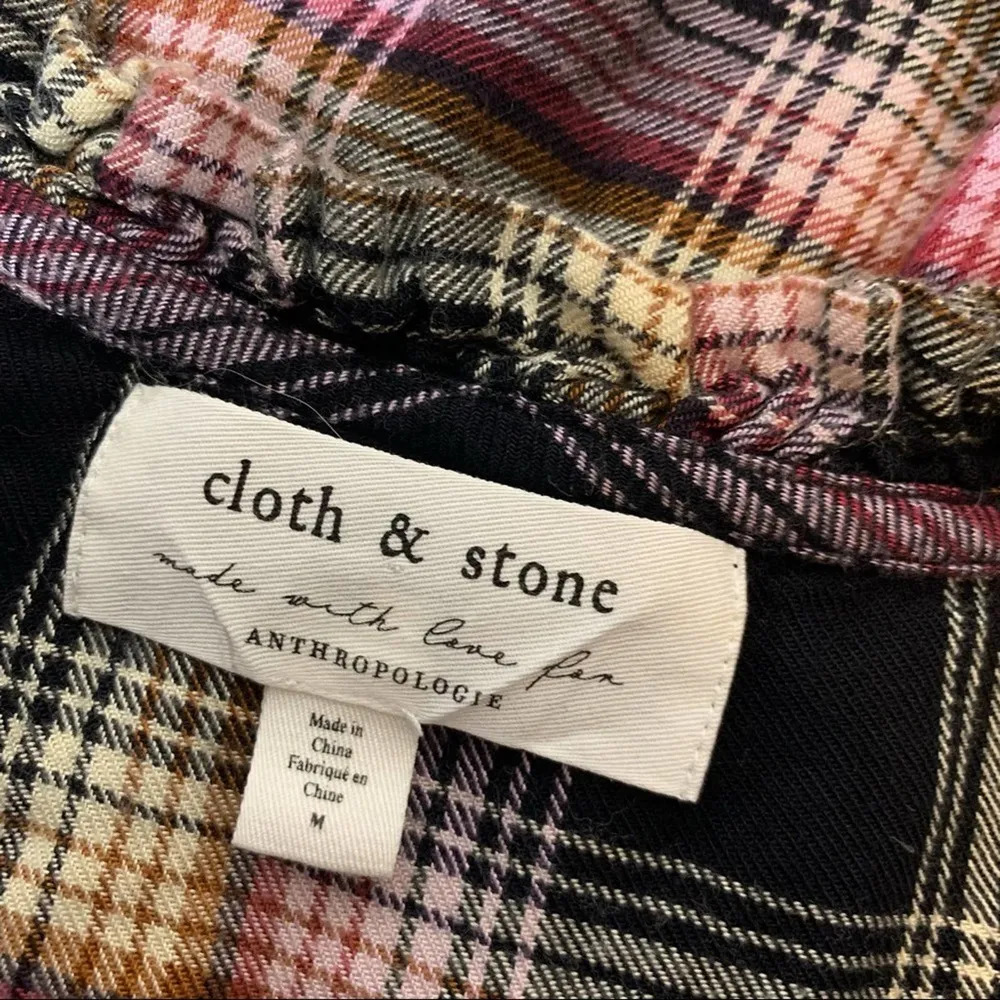 cloth & stone
made with love for
ANTHROPOLOGIE
Made in
China
Fabriqué en
Chine
M